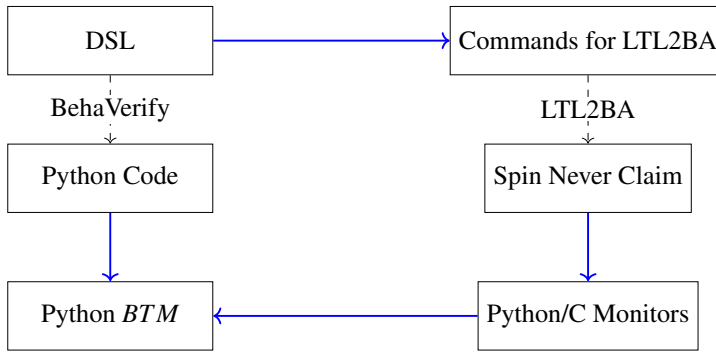 DSL
Commands for LTL2BA
BehaVerify
LTL2BA
Python Code
Spin Never Claim
Python BTM
Python/C Monitors